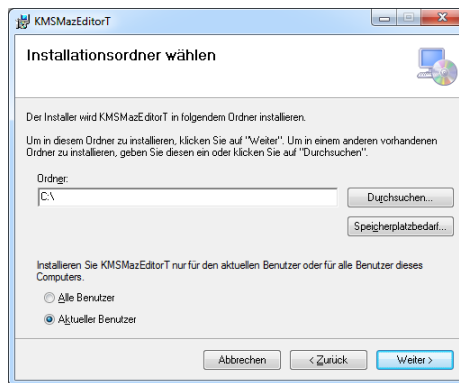 KMSMazEditorT
Installationsordner wählen
Der Installer wird KMSMazEditorT in folgendem Ordner installieren.
Um in diesem Ordner zu installieren, klicken Sie auf "Weiter". Um in einem anderen vorhandenen
Ordner zu installieren, geben Sie diesen ein oder klicken Sie auf "Durchsuchen".
Ordner:
C:\
Durchsuchen...
Speicherplatzbedarf...
Installieren Sie KMSMazEditorT nur für den aktuellen Benutzer oder für alle Benutzer dieses
Computers.
Alle Benutzer
Aktueller Benutzer
Abbrechen
< Zurück
Weiter >